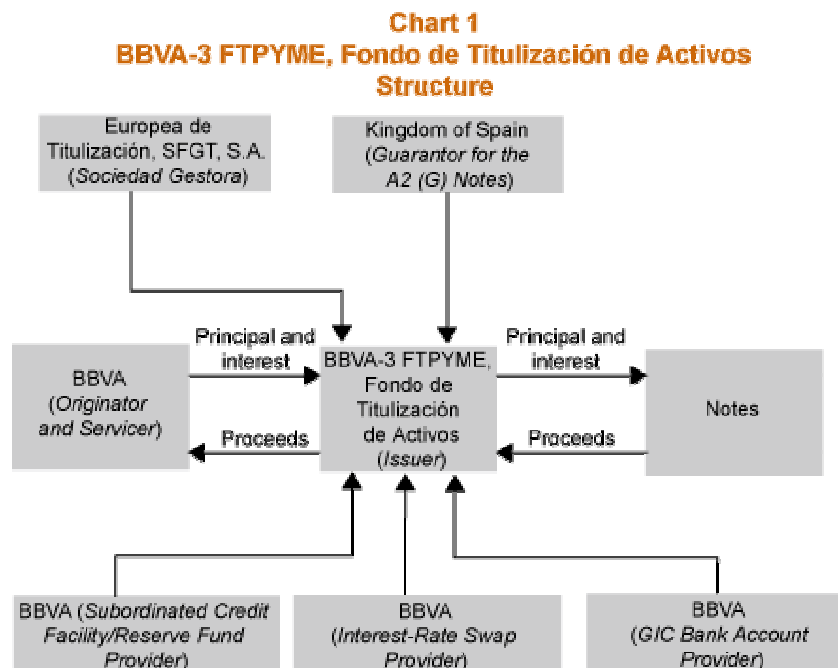 Chart 1
BBVA-3 FTPYME, Fondo de Titulización de Activos
Structure
Europea de
Titulización, SFGT, S.A.
(Sociedad Gestora)
Kingdom of Spain
(Guarantor for the
A2 (G) Notes)
Principal and
interest
Principal and
interest
BBVA
(Originator
and Servicer)
BBVA-3 FTPYME,
Fondo de
Titulización
de Activos
(Issuer)
Notes
Proceeds
Proceeds
BBVA (Subordinated Credit
Facility/Reserve Fund
Provider)
BBVA
(Interest-Rate Swap
Provider)
BBVA
(GIC Bank Account
Provider)